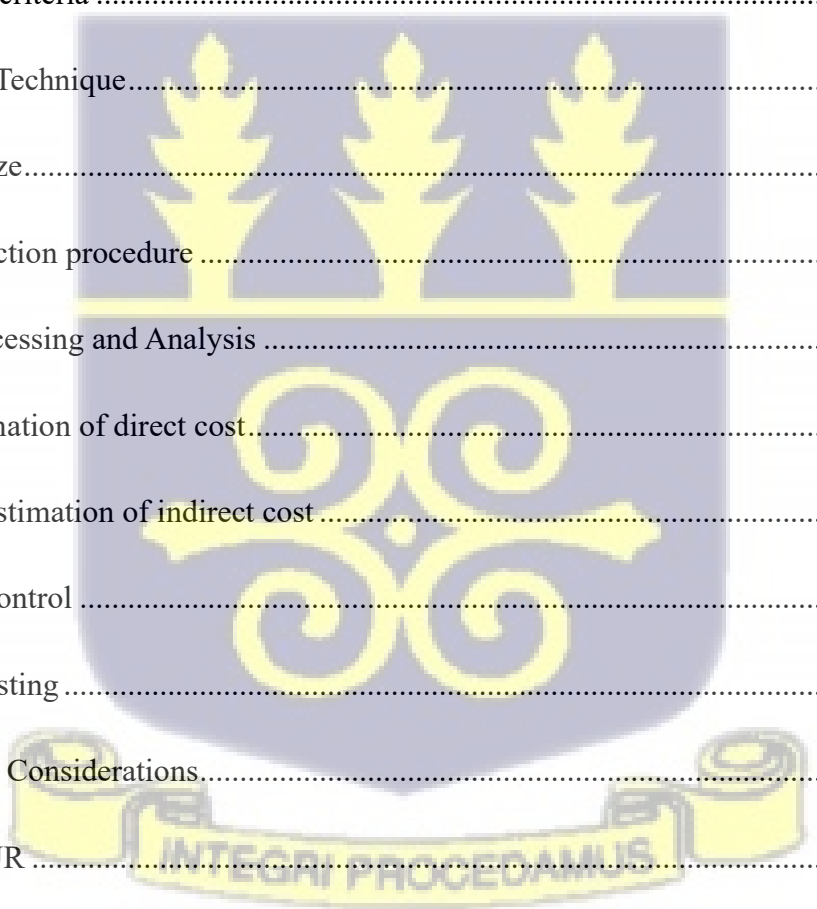 criteria ..........................................................................................
Technique.......................................................................................
ze....................................................................................................
ction procedure ..............................................................................
cessing and Analysis ......................................................................
nation of direct cost........................................................................
stimation of indirect cost ...............................................................
ontrol .............................................................................................
sting ...............................................................................................
Considerations..............................................................................
UR ...................................................................................................
INTEGRI PROCEDAMUS